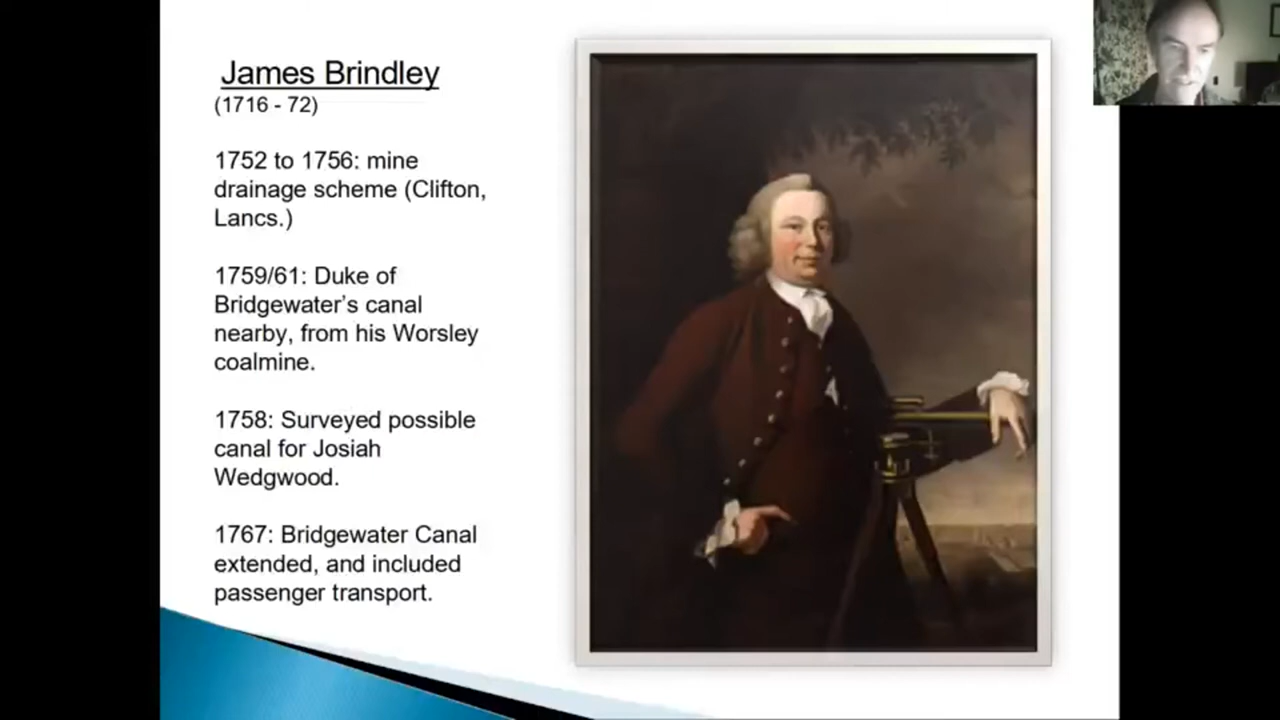 James Brindley
(1716 - 72)
1752 to 1756: mine
drainage scheme (Clifton,
Lancs.)
1759/61: Duke of
Bridgewater’s canal
nearby, from his Worsley
coalmine.
1758: Surveyed possible
canal for Josiah
Wedgwood.
1767: Bridgewater Canal
extended, and included
passenger transport.